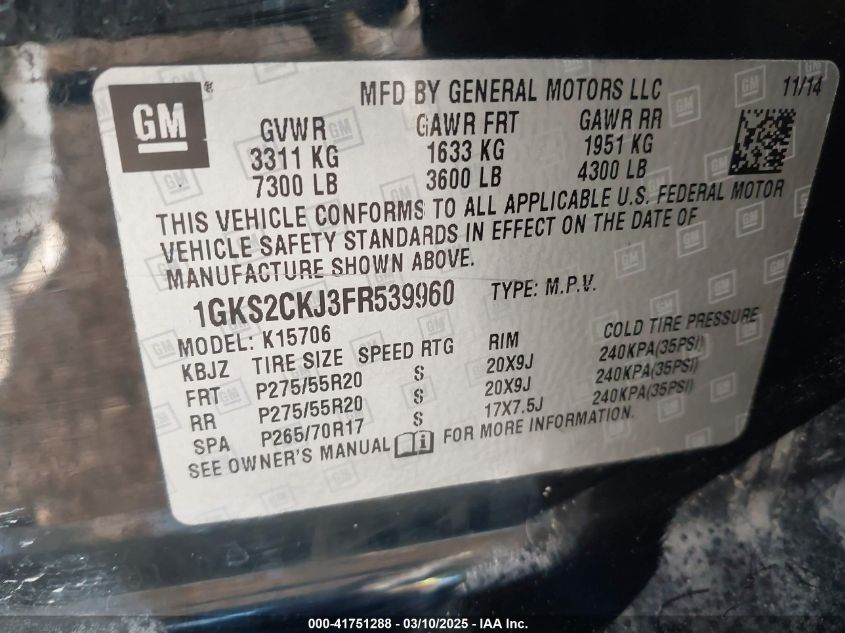 GM ®
MFD BY GENERAL MOTORS LLC 11/14
GVWR GAWR FRT GAWR RR
3311 KG 1633 KG 1951 KG
7300 LB 3600 LB 4300 LB
THIS VEHICLE CONFORMS TO ALL APPLICABLE U.S. FEDERAL MOTOR
VEHICLE SAFETY STANDARDS IN EFFECT ON THE DATE OF
MANUFACTURE SHOWN ABOVE.
1GKS2CKJ3FR539960 TYPE: M.P.V.
MODEL: K15706
KBJZ TIRE SIZE SPEED RTG RIM COLD TIRE PRESSURE
FRT P275/55R20 S 20X9J 240KPA(35PSI)
RR P275/55R20 S 20X9J 240KPA(35PSI)
SPA P265/70R17 S 17X7.5J 240KPA(35PSI)
SEE OWNER'S MANUAL FOR MORE INFORMATION.
000-41751288 - 03/10/2025 - IAA Inc.